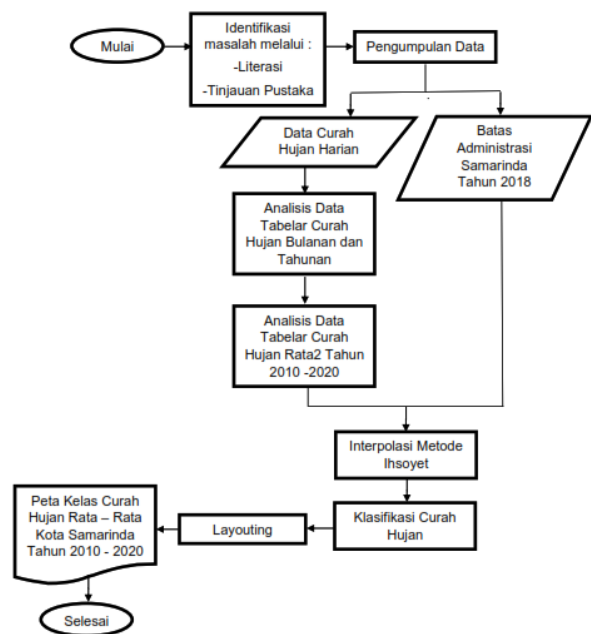 Mulai
Identifikasi
masalah melalui :
-Literasi
-Tinjauan Pustaka
Pengumpulan Data
Data Curah
Hujan Harian
Batas
Administrasi
Samarinda
Tahun 2018
Analisis Data
Tabelar Curah
Hujan Bulanan dan
Tahunan
Analisis Data
Tabelar Curah
Hujan Rata2 Tahun
2010 -2020
Interpolasi Metode
Ihsoyet
Klasifikasi Curah
Hujan
Layouting
Peta Kelas Curah
Hujan Rata – Rata
Kota Samarinda
Tahun 2010 - 2020
Selesai